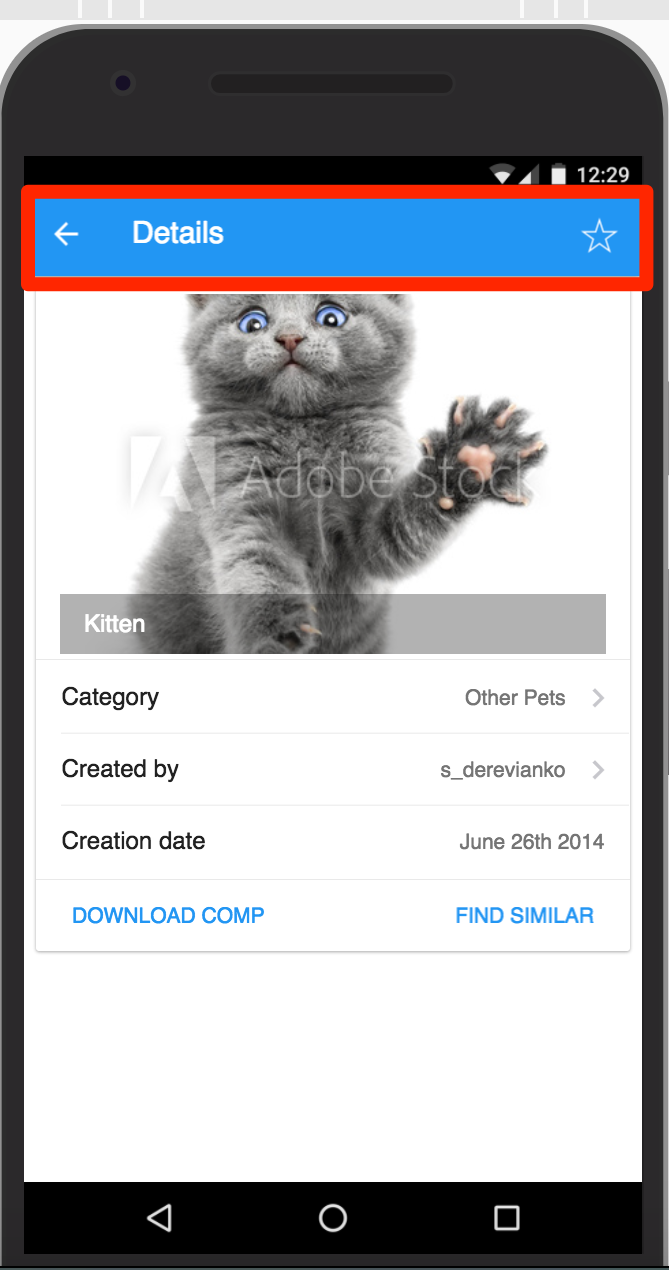 12:29
Details
Adobe Stock
Kitten
Category Other Pets
Created by s_derevianko
Creation date June 26th 2014
DOWNLOAD COMP FIND SIMILAR